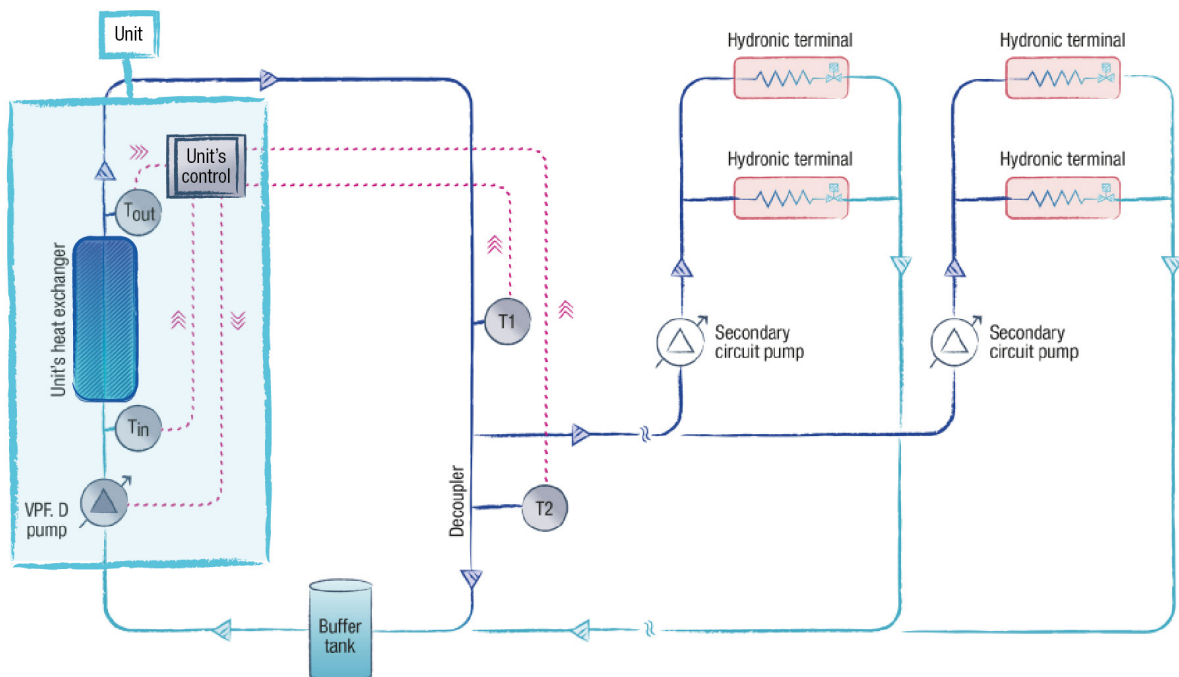 Unit
Unit's
control
Tout
Unit's heat exchanger
Tin
VPF. D
pump
T1
T2
Decoupler
Buffer
tank
Hydronic terminal
Hydronic terminal
Hydronic terminal
Hydronic terminal
Secondary
circuit pump
Secondary
circuit pump